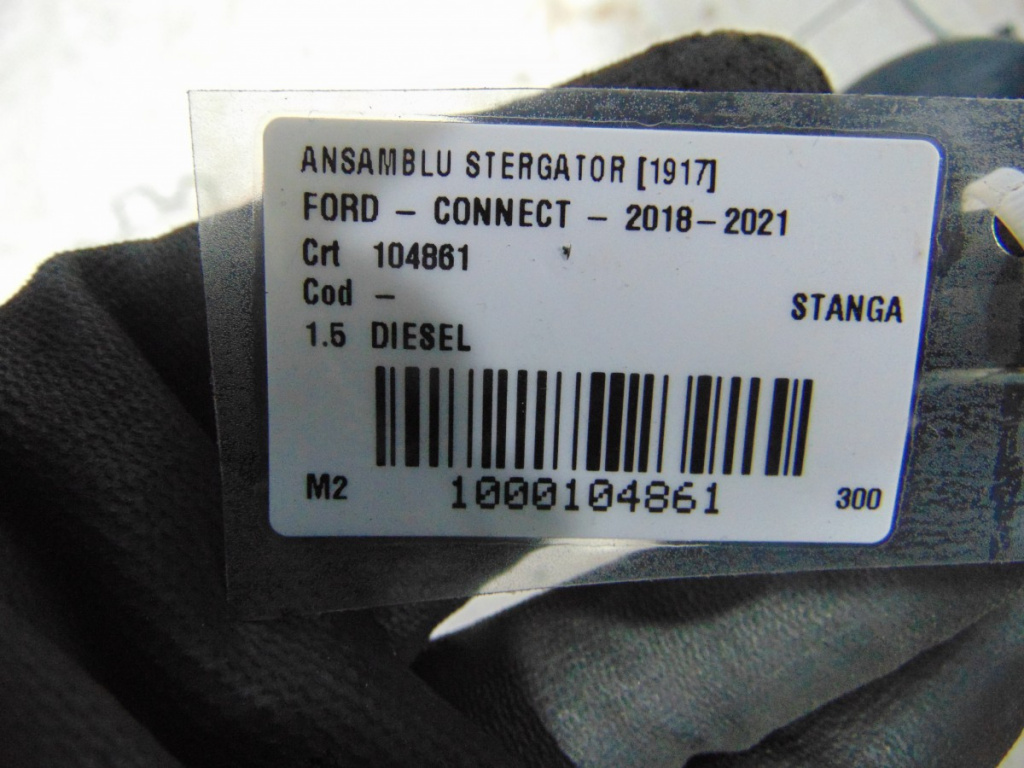 ANSAMBLU STERGATOR [1917]
FORD - CONNECT - 2018-2021
Crt 104861
Cod -
STANGA
1.5 DIESEL
M2 1000104861 300